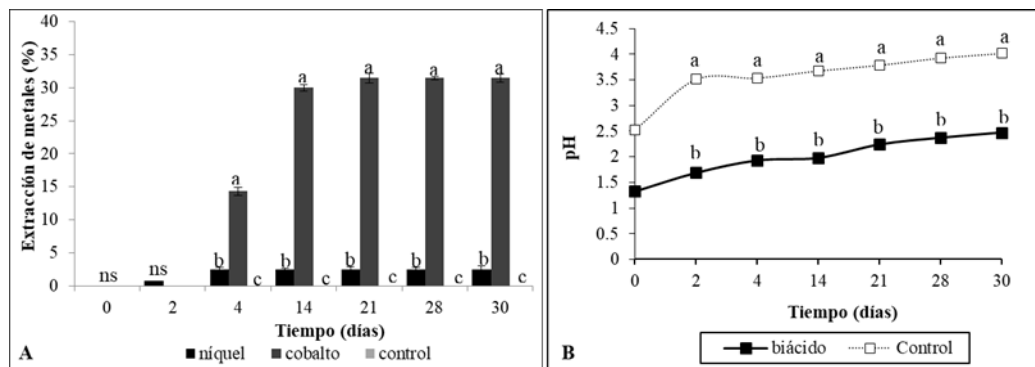 40
35
30
25
20
15
10
5
0
Extracción de metales (%)
ns ns b a c b a c b a c b a c b a c
0 2 4 14 21 28 30
Tiempo (días)
A
níquel cobalto control
4.5
4
3.5
3
2.5
2
1.5
1
0.5
0
pH
a a a a a a
b b b b b b
0 2 4 14 21 28 30
Tiempo (días)
B
biácido Control